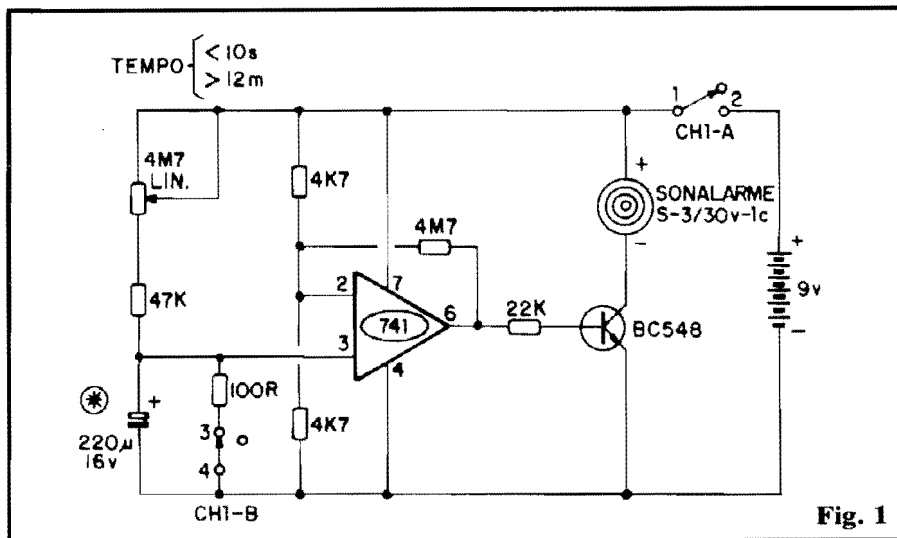 TEMPO < 10s
> 12m
1
2
CH1-A
4M7
LIN.
4K7
+
SONALARME
S-3/30v-1c
-
4M7
+
9v
-
47K
2
7
741
6
22K
BC548
3
4
100R
+
220µ
16v
3
4
4K7
CH1-B
Fig. 1